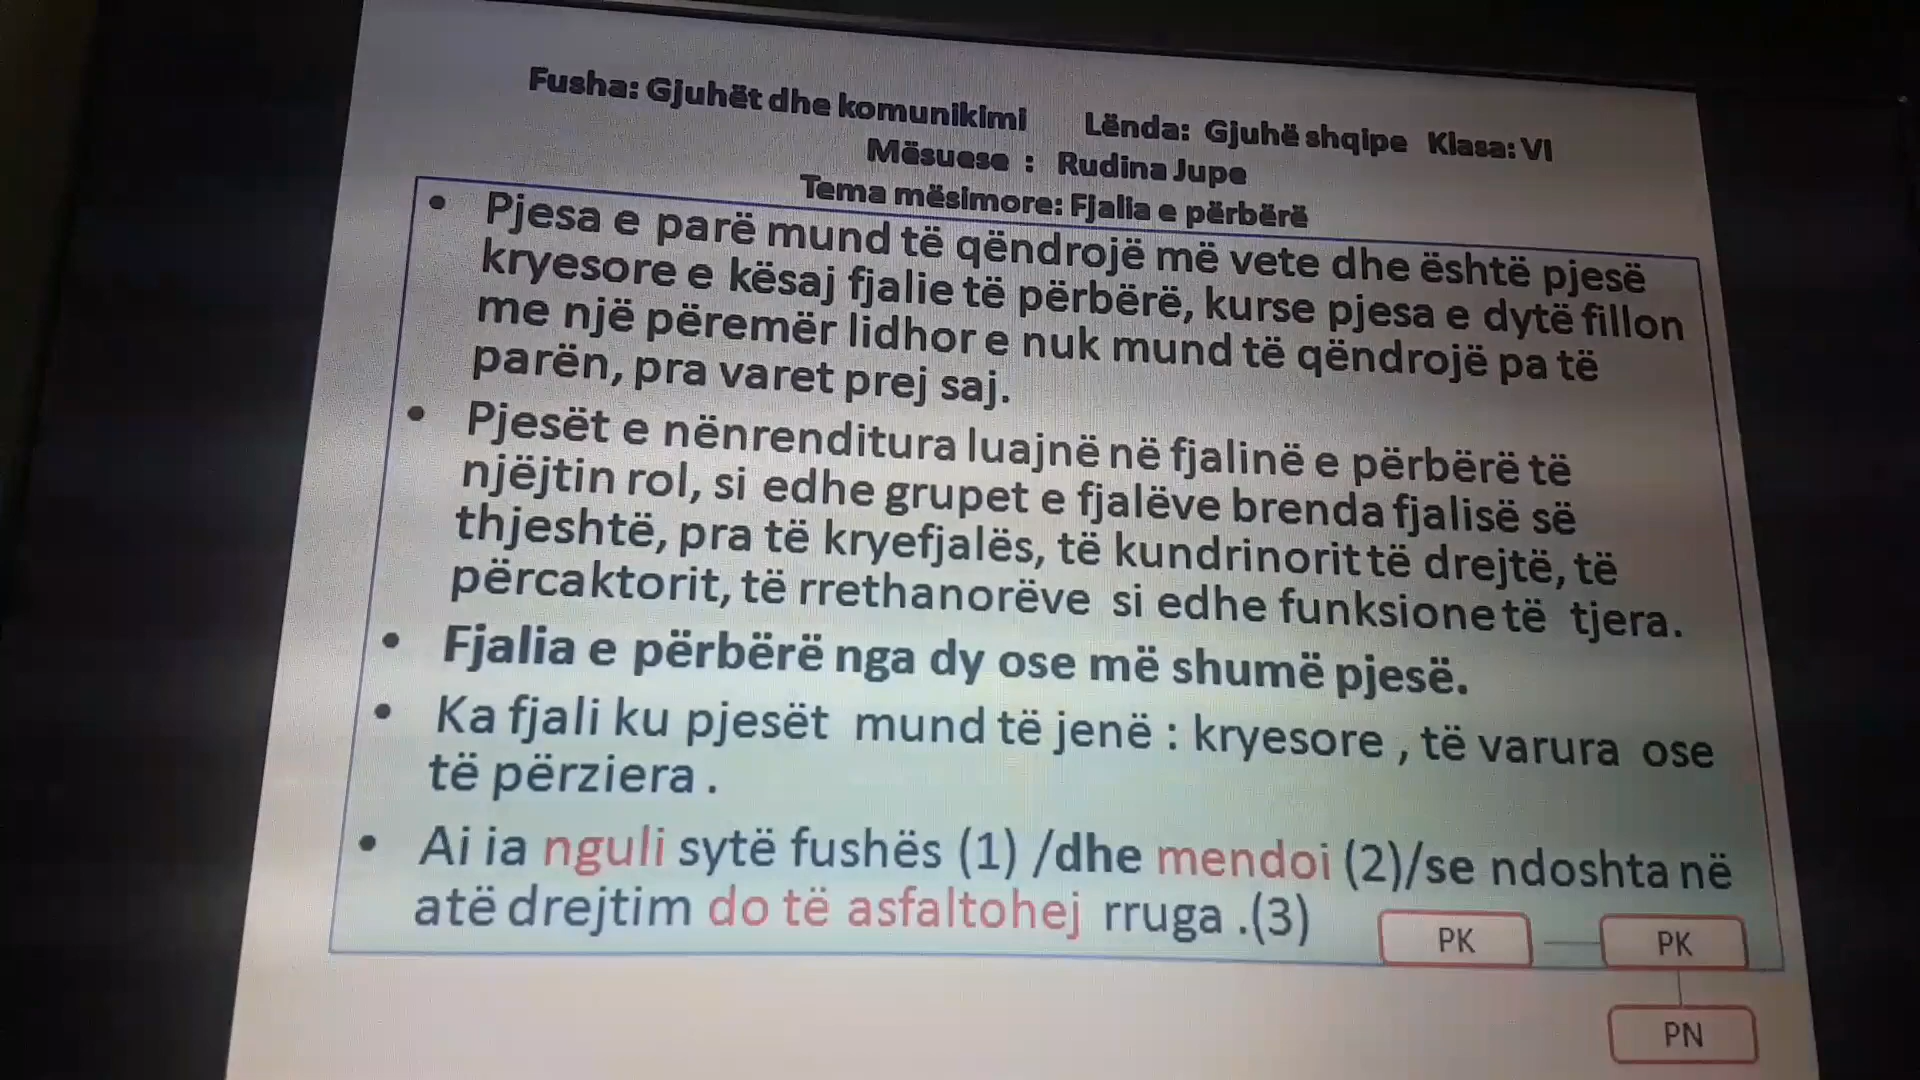 Fusha: Gjuhët dhe komunikimi Lënda: Gjuhë shqipe Klasa: VI
Mësuese : Rudina Jupe
Tema mësimore: Fjalia e përbërë
• Pjesa e parë mund të qëndrojë më vete dhe është pjesë
kryesore e kësaj fjalie të përbërë, kurse pjesa e dytë fillon
me një përemër lidhor e nuk mund të qëndrojë pa të
parën, pra varet prej saj.
• Pjesët e nënrenditura luajnë në fjalinë e përbërë të
njëjtin rol, si edhe grupet e fjalëve brenda fjalisë së
thjeshtë, pra të kryefjalës, të kundrinorit të drejtë, të
përcaktorit, të rrethanorëve si edhe funksione të tjera.
• Fjalia e përbërë nga dy ose më shumë pjesë.
• Ka fjali ku pjesët mund të jenë : kryesore , të varura ose
të përziera .
• Ai ia nguli sytë fushës (1) /dhe mendoi (2)/se ndoshta në
atë drejtim do të asfaltohej rruga .(3)
PK PK
PN